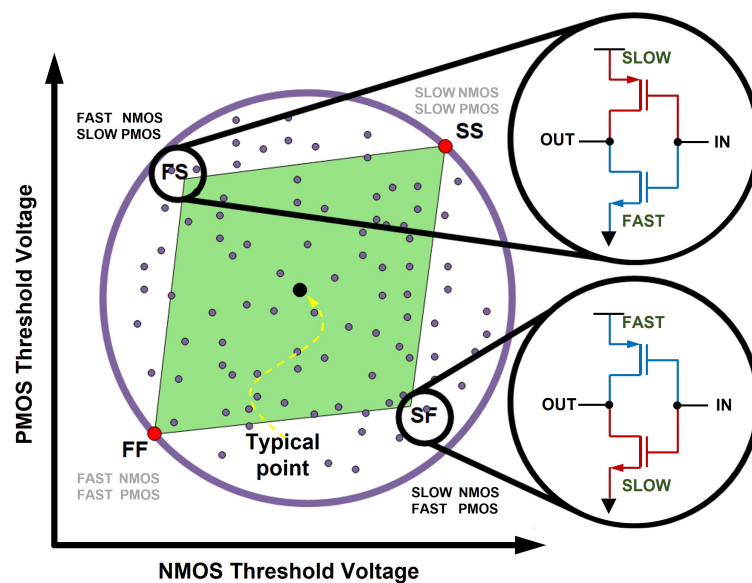 SLOW
OUT
IN
FAST
FAST NMOS
SLOW PMOS
SLOW NMOS
SLOW PMOS
SS
FS
PMOS Threshold Voltage
FAST
OUT
IN
SLOW
SF
FF
Typical
point
FAST NMOS
FAST PMOS
SLOW NMOS
FAST PMOS
NMOS Threshold Voltage